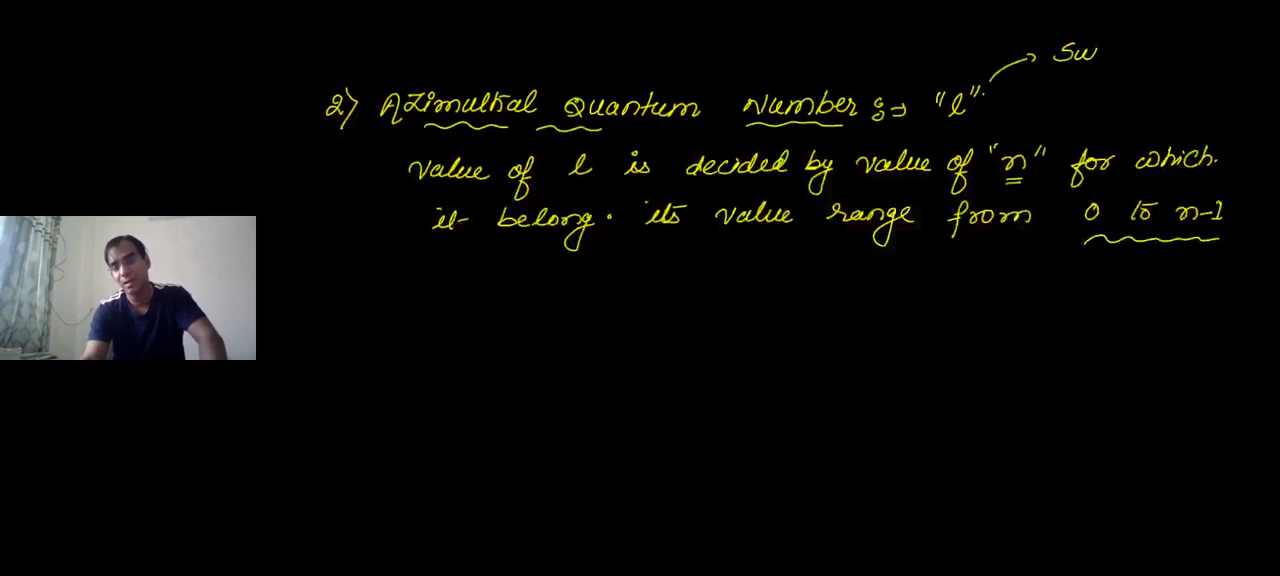 Su
2) Azimuthal Quantum Number :→ "l".
value of l is decided by value of "n" for which.
it belong. its value range from 0 to n-1